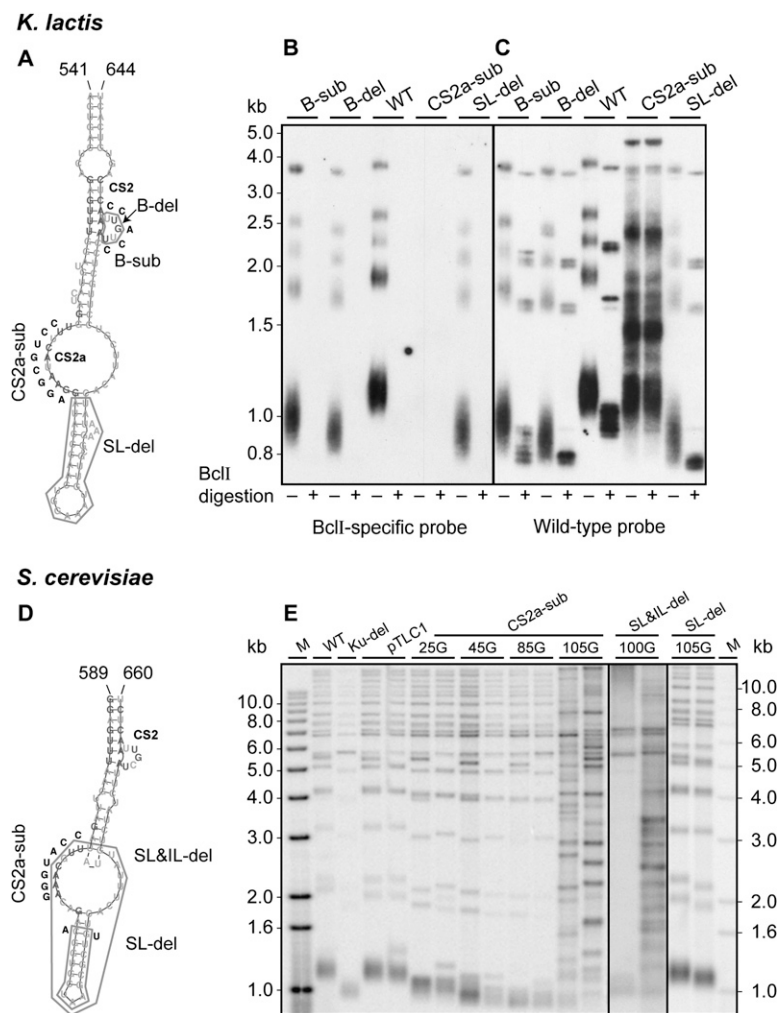 K. lactis
A
541 644
CS2
B-del
B-sub
CS2a-sub
CS2a
SL-del
B C
B-sub B-del WT CS2a-sub SL-del B-sub B-del WT CS2a-sub SL-del
kb
5.0
4.0
3.0
2.0
1.5
1.0
0.8
BclI
digestion − + − + − + − + − + − + − + − + − + − +
BclI-specific probe Wild-type probe
S. cerevisiae
D
589 660
CS2
CS2a-sub
SL&IL-del
SL-del
E
CS2a-sub SL&IL-del SL-del
kb M WT Ku-del pTLC1 25G 45G 85G 105G 100G 105G M kb
10.0 10.0
8.0 8.0
6.0 6.0
5.0 5.0
4.0 4.0
3.0 3.0
2.0 2.0
1.6 1.6
1.0 1.0